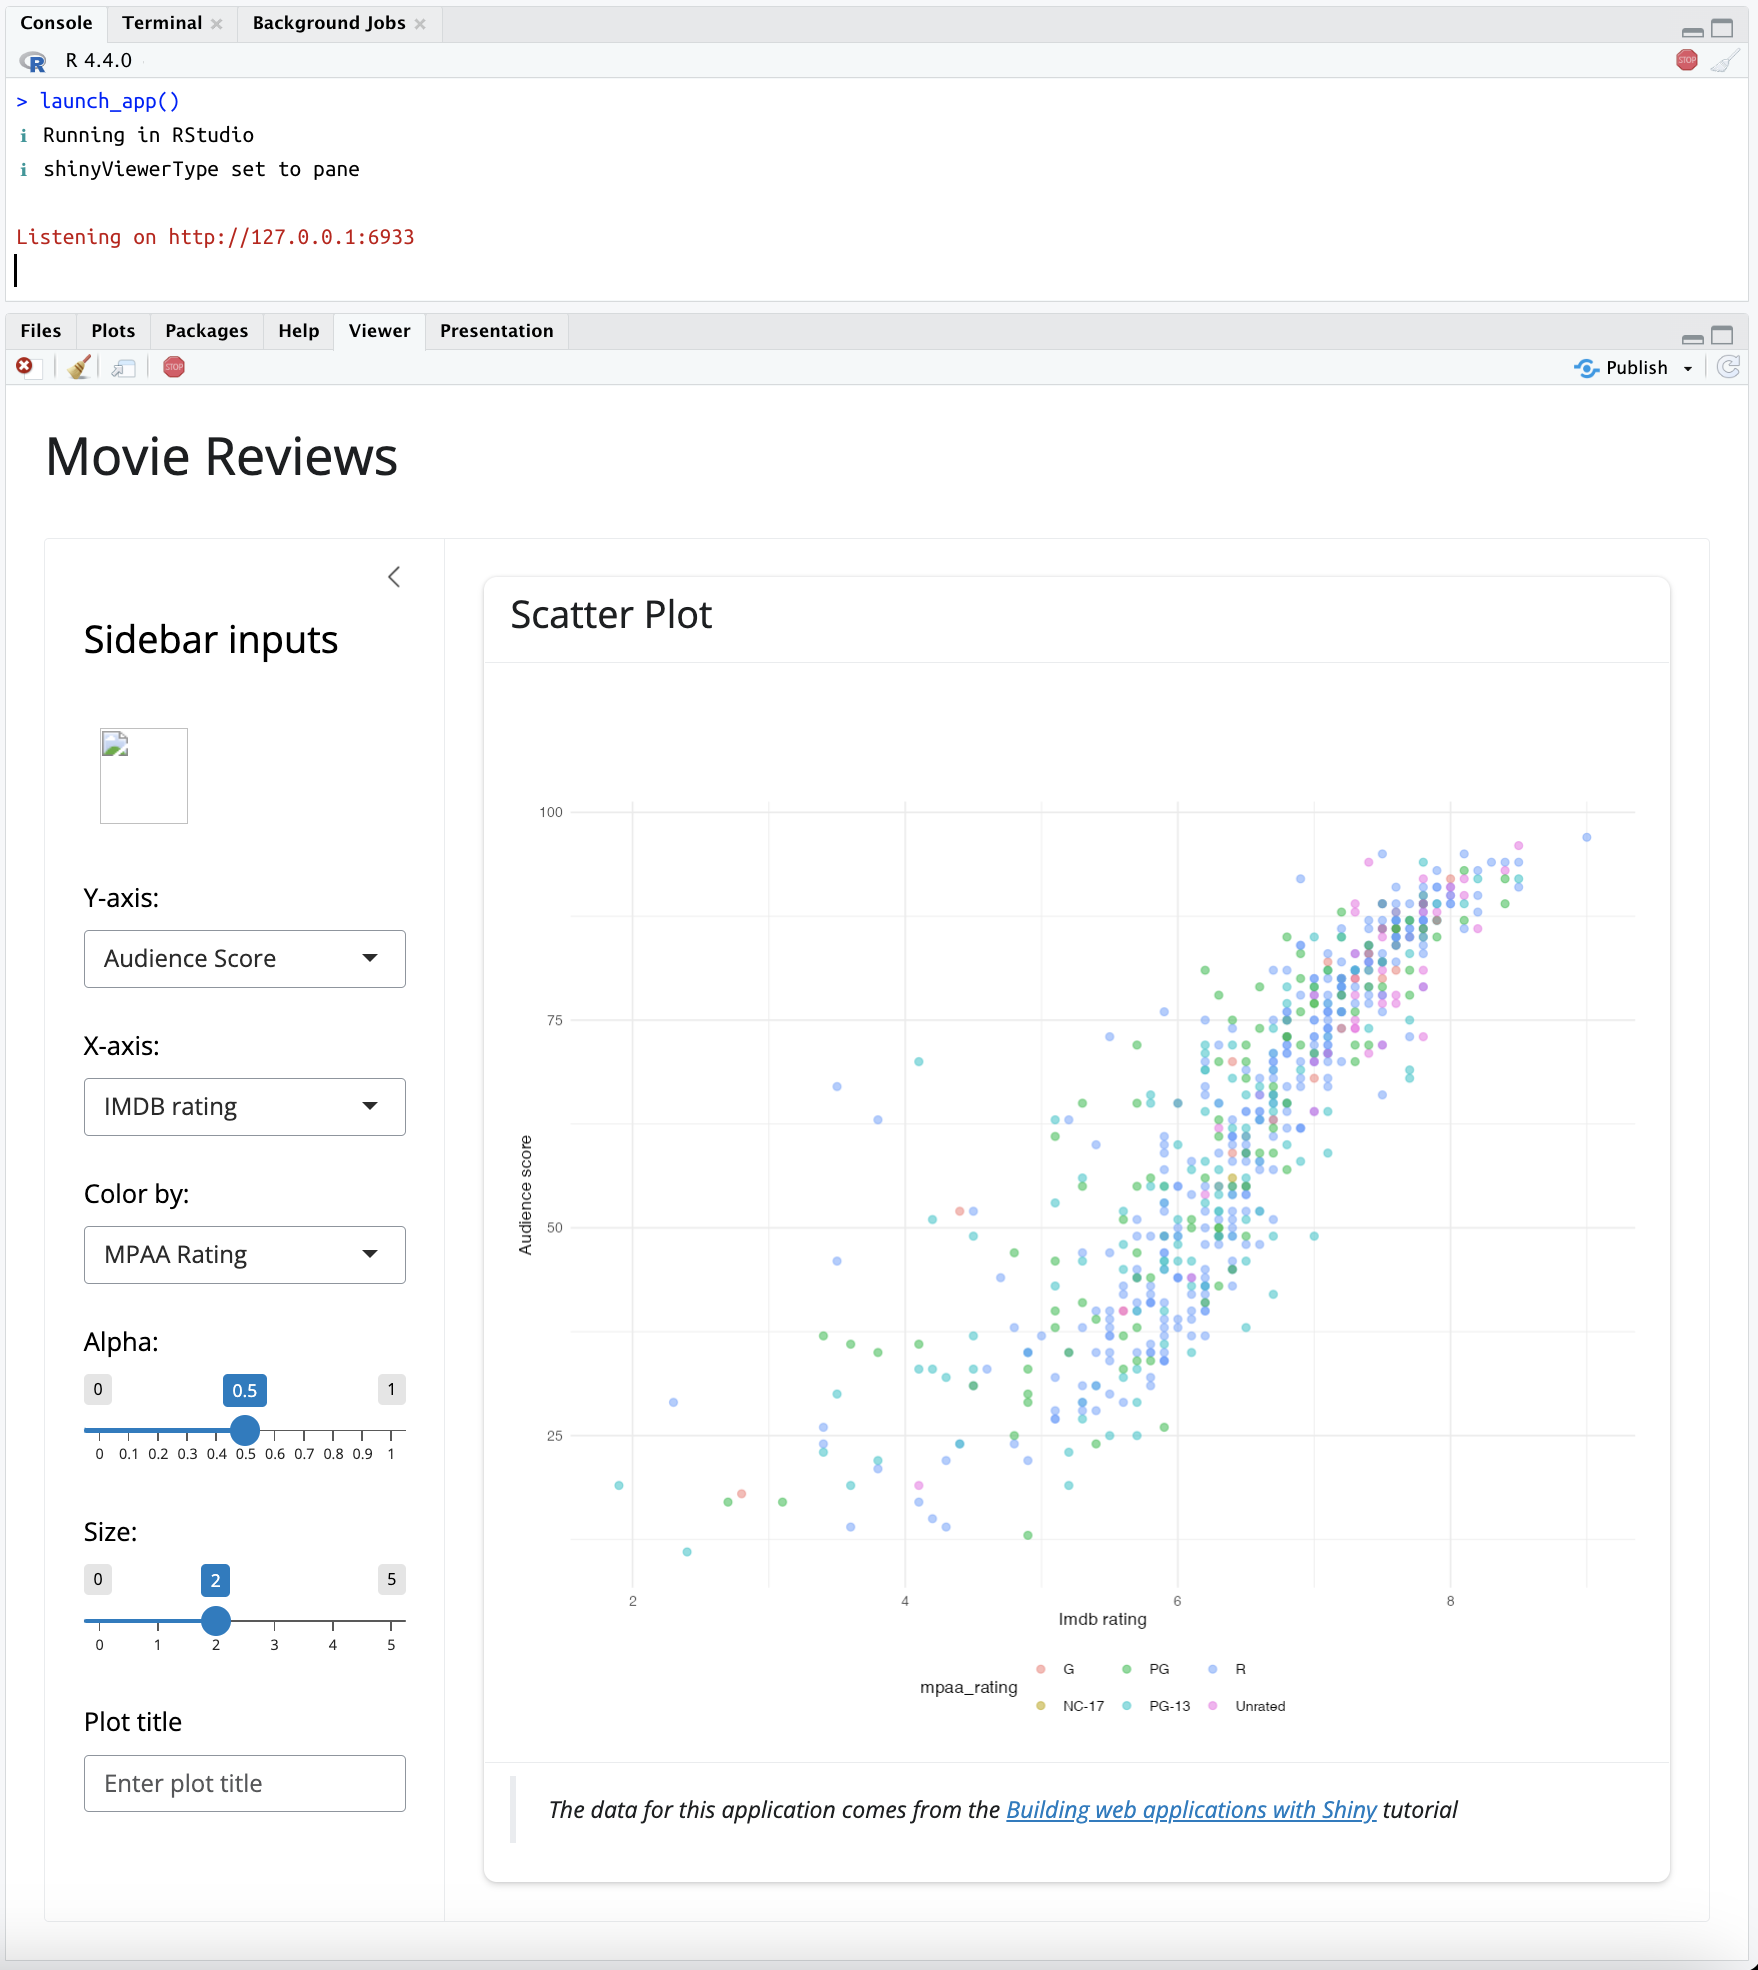 Console Terminal Background Jobs
R 4.4.0
> launch_app()
i Running in RStudio
i shinyViewerType set to pane
Listening on http://127.0.0.1:6933
Files Plots Packages Help Viewer Presentation
STOP Publish
Movie Reviews
Sidebar inputs
Y-axis:
Audience Score
X-axis:
IMDB rating
Color by:
MPAA Rating
Alpha:
0 0.5 1
0 0.1 0.2 0.3 0.4 0.5 0.6 0.7 0.8 0.9 1
Size:
0 2 5
0 1 2 3 4 5
Plot title
Enter plot title
Scatter Plot
100
75
50
25
Audience score
2 4 6 8
Imdb rating
mpaa_rating
G PG R
NC-17 PG-13 Unrated
The data for this application comes from the Building web applications with Shiny tutorial